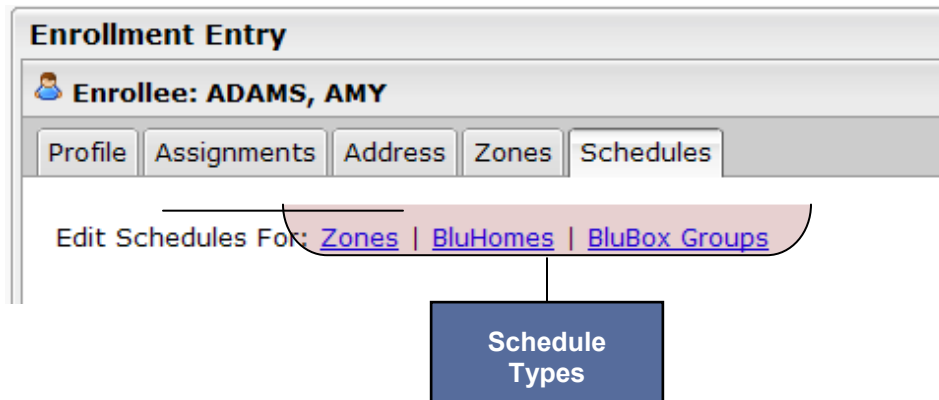 Enrollment Entry
Enrollee: ADAMS, AMY
Profile Assignments Address Zones Schedules
Edit Schedules For: Zones | BluHomes | BluBox Groups
Schedule
Types